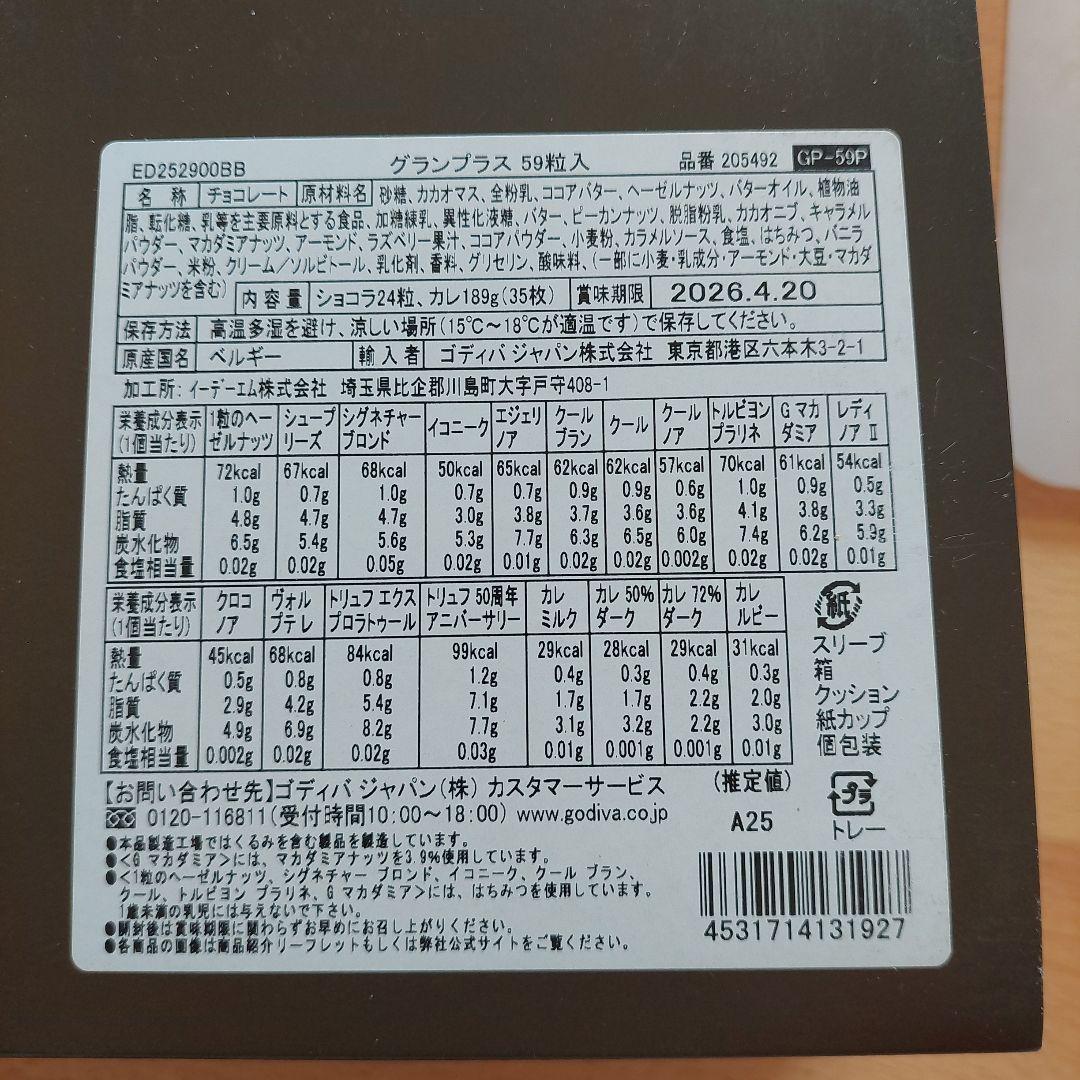 ED252900BB グランプラス 59粒入 品番 205492 GP-59P
名 称 チョコレート 原材料名 砂糖、カカオマス、全粉乳、ココアバター、ヘーゼルナッツ、バターオイル、植物油
脂、転化糖、乳等を主要原料とする食品、加糖練乳、異性化液糖、バター、ピーカンナッツ、脱脂粉乳、カカオニブ、キャラメル
パウダー、マカダミアナッツ、アーモンド、ラズベリー果汁、ココアパウダー、小麦粉、カラメルソース、食塩、はちみつ、バニラ
パウダー、米粉、クリーム/ソルビトール、乳化剤、香料、グリセリン、酸味料、(一部に小麦・乳成分・アーモンド・大豆・マカダ
ミアナッツを含む) 内容量 ショコラ24粒、カレ189g(35枚) 賞味期限 2026.4.20
保存方法 高温多湿を避け、涼しい場所(15℃~18℃が適温です)で保存してください。
原産国名 ベルギー 輸入者 ゴディバ ジャパン株式会社 東京都港区六本木3-2-1
加工所: イーデーエム株式会社 埼玉県比企郡川島町大字戸守408-1
栄養成分表示 1粒のヘー シュープ シグネチャー イコニーク エジェリ クール クール クール トルビヨン G マカ レディ
(1個当たり) ゼルナッツ リーズ ブロンド ノア ブラン ノア プラリネ ダミア ノア Ⅱ
熱量 72kcal 67kcal 68kcal 50kcal 65kcal 62kcal 62kcal 57kcal 70kcal 61kcal 54kcal
たんぱく質 1.0g 0.7g 1.0g 0.7g 0.7g 0.9g 0.9g 0.6g 1.0g 0.9g 0.5g
脂質 4.8g 4.7g 4.7g 3.0g 3.8g 3.7g 3.6g 3.6g 4.1g 3.8g 3.3g
炭水化物 6.5g 5.4g 5.6g 5.3g 7.7g 6.3g 6.5g 6.0g 7.4g 6.2g 5.9g
食塩相当量 0.02g 0.02g 0.05g 0.02g 0.01g 0.02g 0.02g 0.002g 0.02g 0.02g 0.01g
栄養成分表示 クロコ ヴォル トリュフ エクス トリュフ 50周年 カレ カレ 50% カレ 72% カレ
(1個当たり) ノア プテレ プロラトゥール アニバーサリー ミルク ダーク ダーク ルビー
熱量 45kcal 68kcal 84kcal 99kcal 29kcal 28kcal 29kcal 31kcal
たんぱく質 0.5g 0.8g 0.8g 1.2g 0.4g 0.3g 0.4g 0.3g
脂質 2.9g 4.2g 5.4g 7.1g 1.7g 1.7g 2.2g 2.0g
炭水化物 4.9g 6.9g 8.2g 7.7g 3.1g 3.2g 2.2g 3.0g
食塩相当量 0.002g 0.02g 0.02g 0.03g 0.01g 0.001g 0.001g 0.01g
紙
スリーブ
箱
クッション
紙カップ
個包装
(推定値)
【お問い合わせ先】ゴディバ ジャパン(株) カスタマーサービス
0120-116811(受付時間10:00~18:00) www.godiva.co.jp
A25
プラ
トレー
●本品製造工場ではくるみを含む製品を製造しています。
●<G マカダミア>には、マカダミアナッツを3.9%使用しています。
●<1粒のヘーゼルナッツ、シグネチャー ブロンド、イコニーク、クール ブラン、
クール、トルビヨン プラリネ、G マカダミア>には、はちみつを使用しています。
1歳未満の乳児には与えないで下さい。
●開封後は賞味期限に関わらずお早めにお召し上がりください。
●各商品の画像は商品紹介リーフレットもしくは弊社公式サイトをご覧ください。
4531714131927